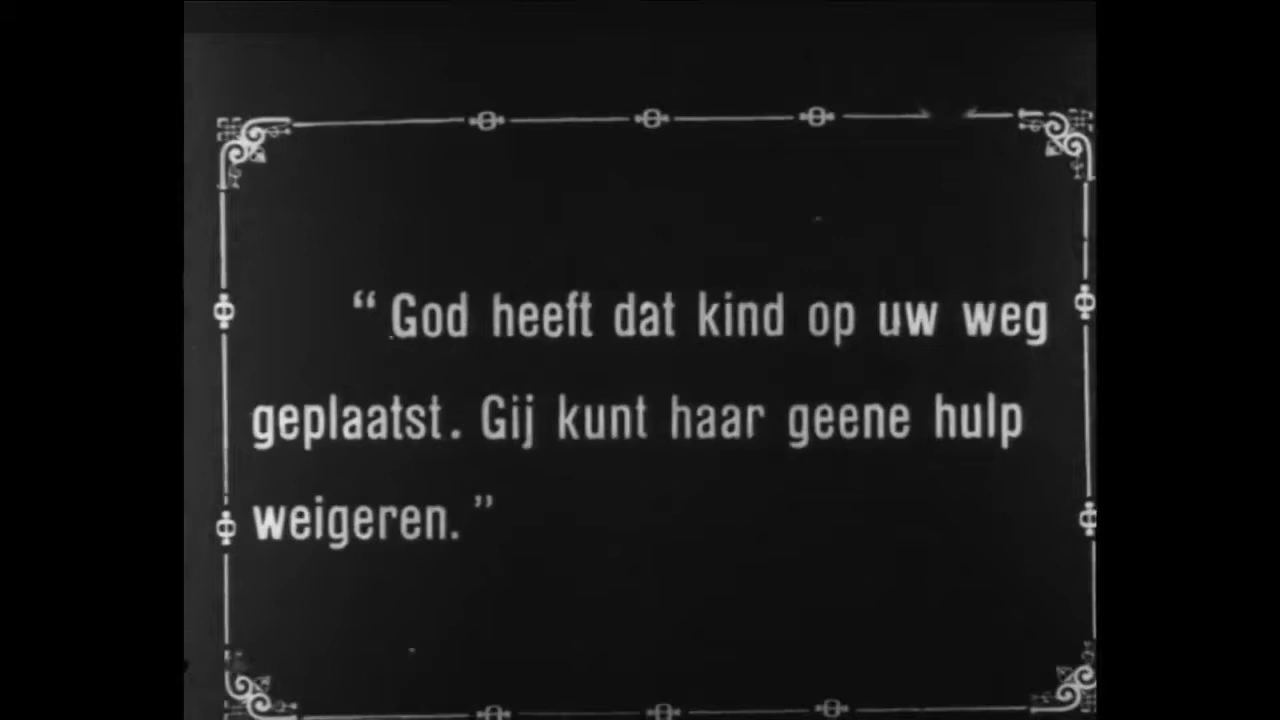 “ God heeft dat kind op uw weg
geplaatst. Gij kunt haar geene hulp
weigeren. ”